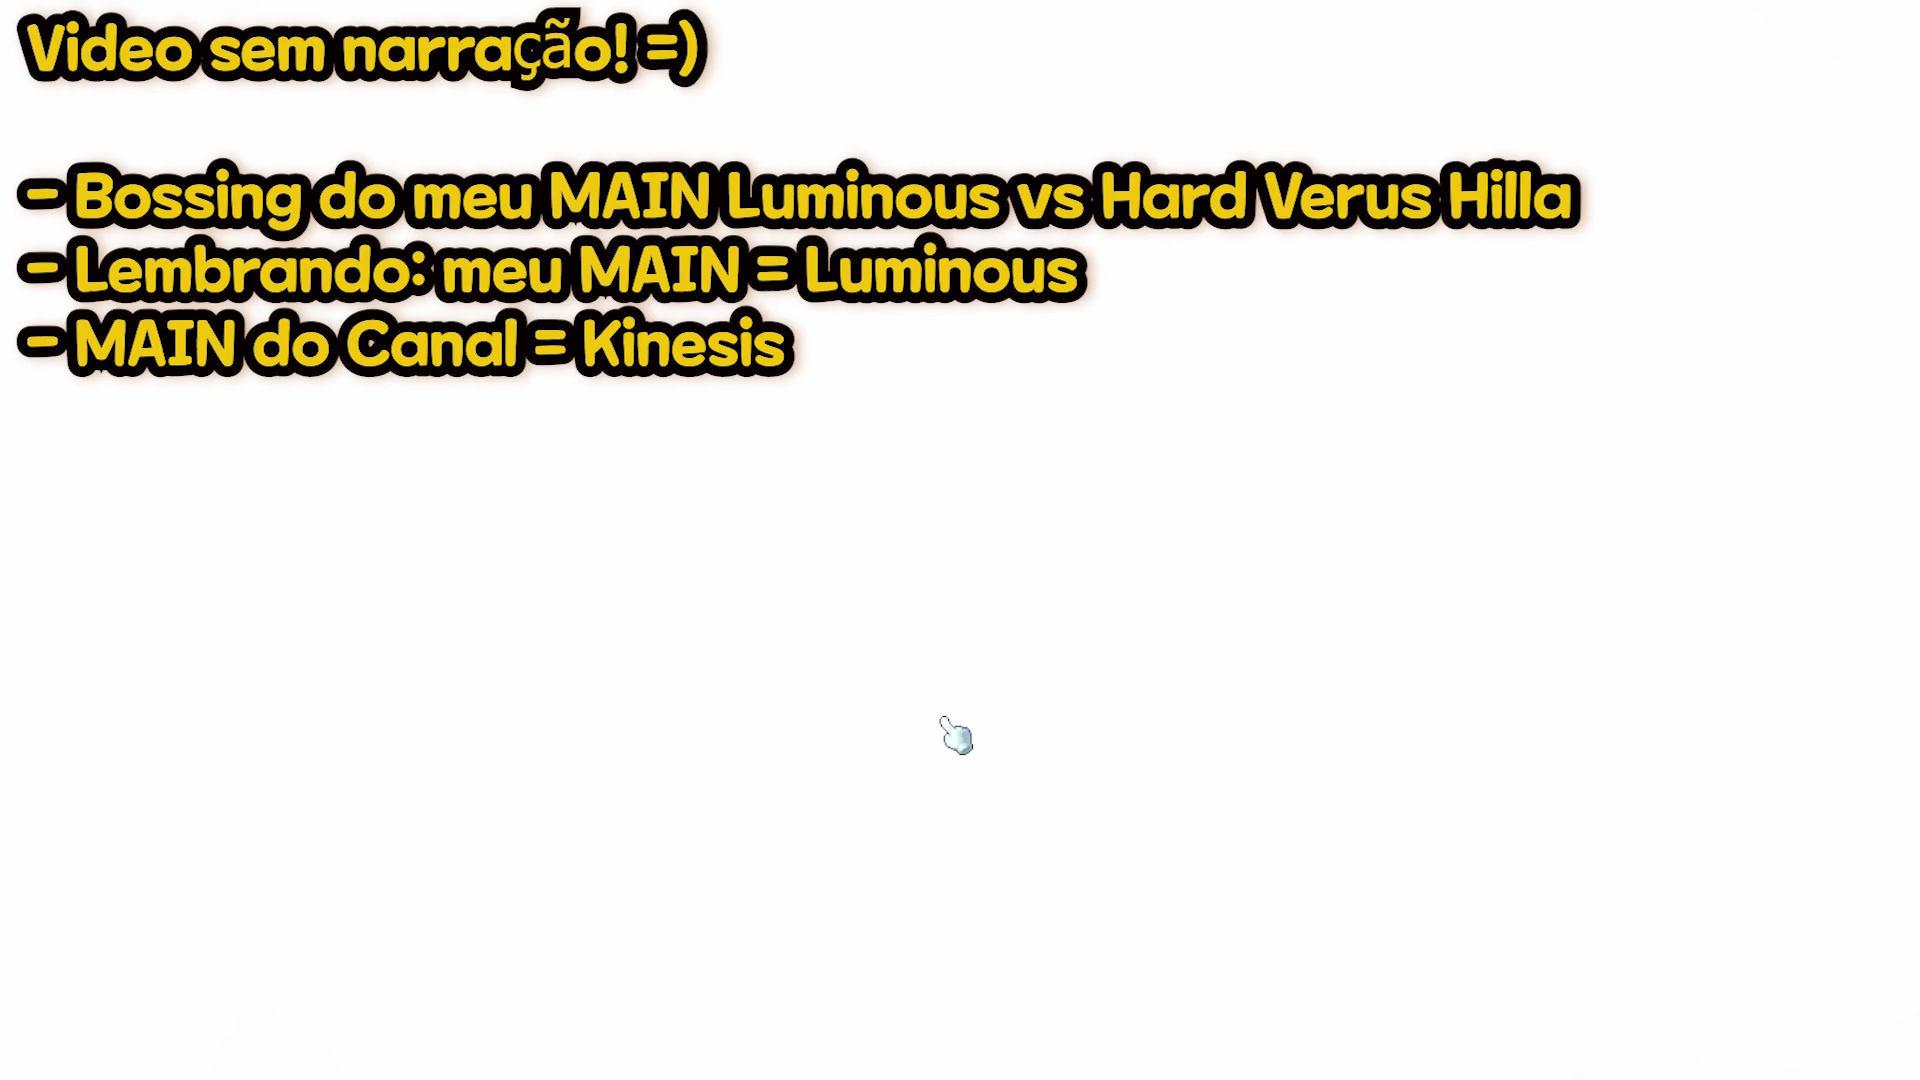 Video sem narração! =)
- Bossing do meu MAIN Luminous vs Hard Verus Hilla
- Lembrando: meu MAIN = Luminous
- MAIN do Canal = Kinesis